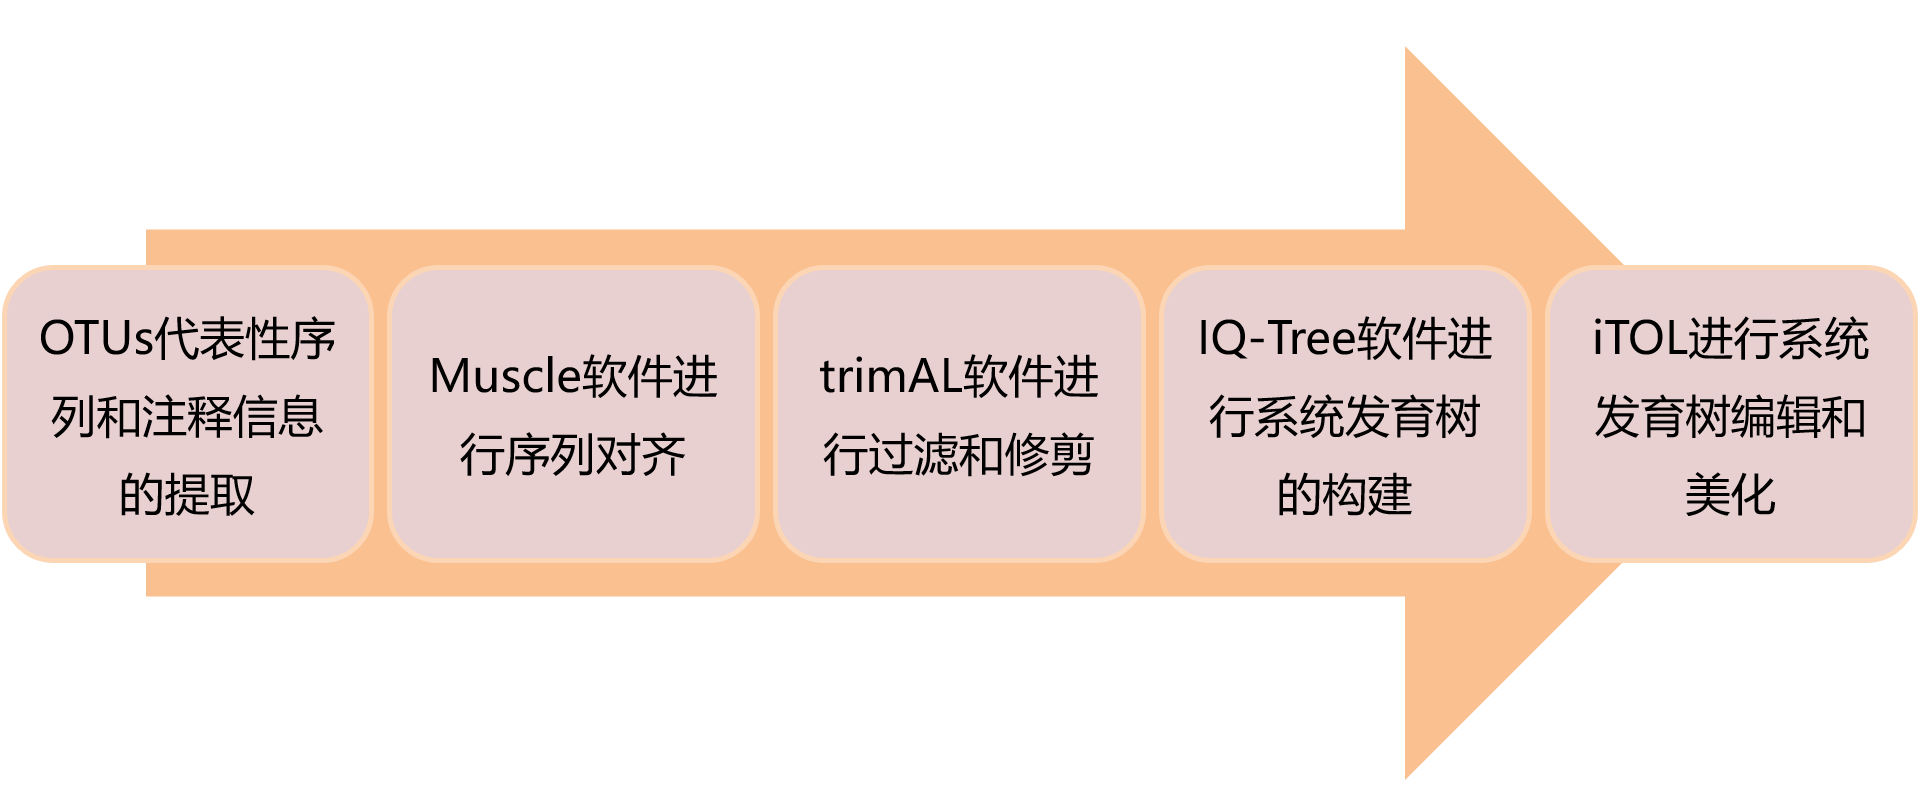 OTUs代表性序
列和注释信息
的提取
Muscle软件进
行序列对齐
trimAL软件进
行过滤和修剪
IQ-Tree软件进
行系统发育树
的构建
iTOL进行系统
发育树编辑和
美化